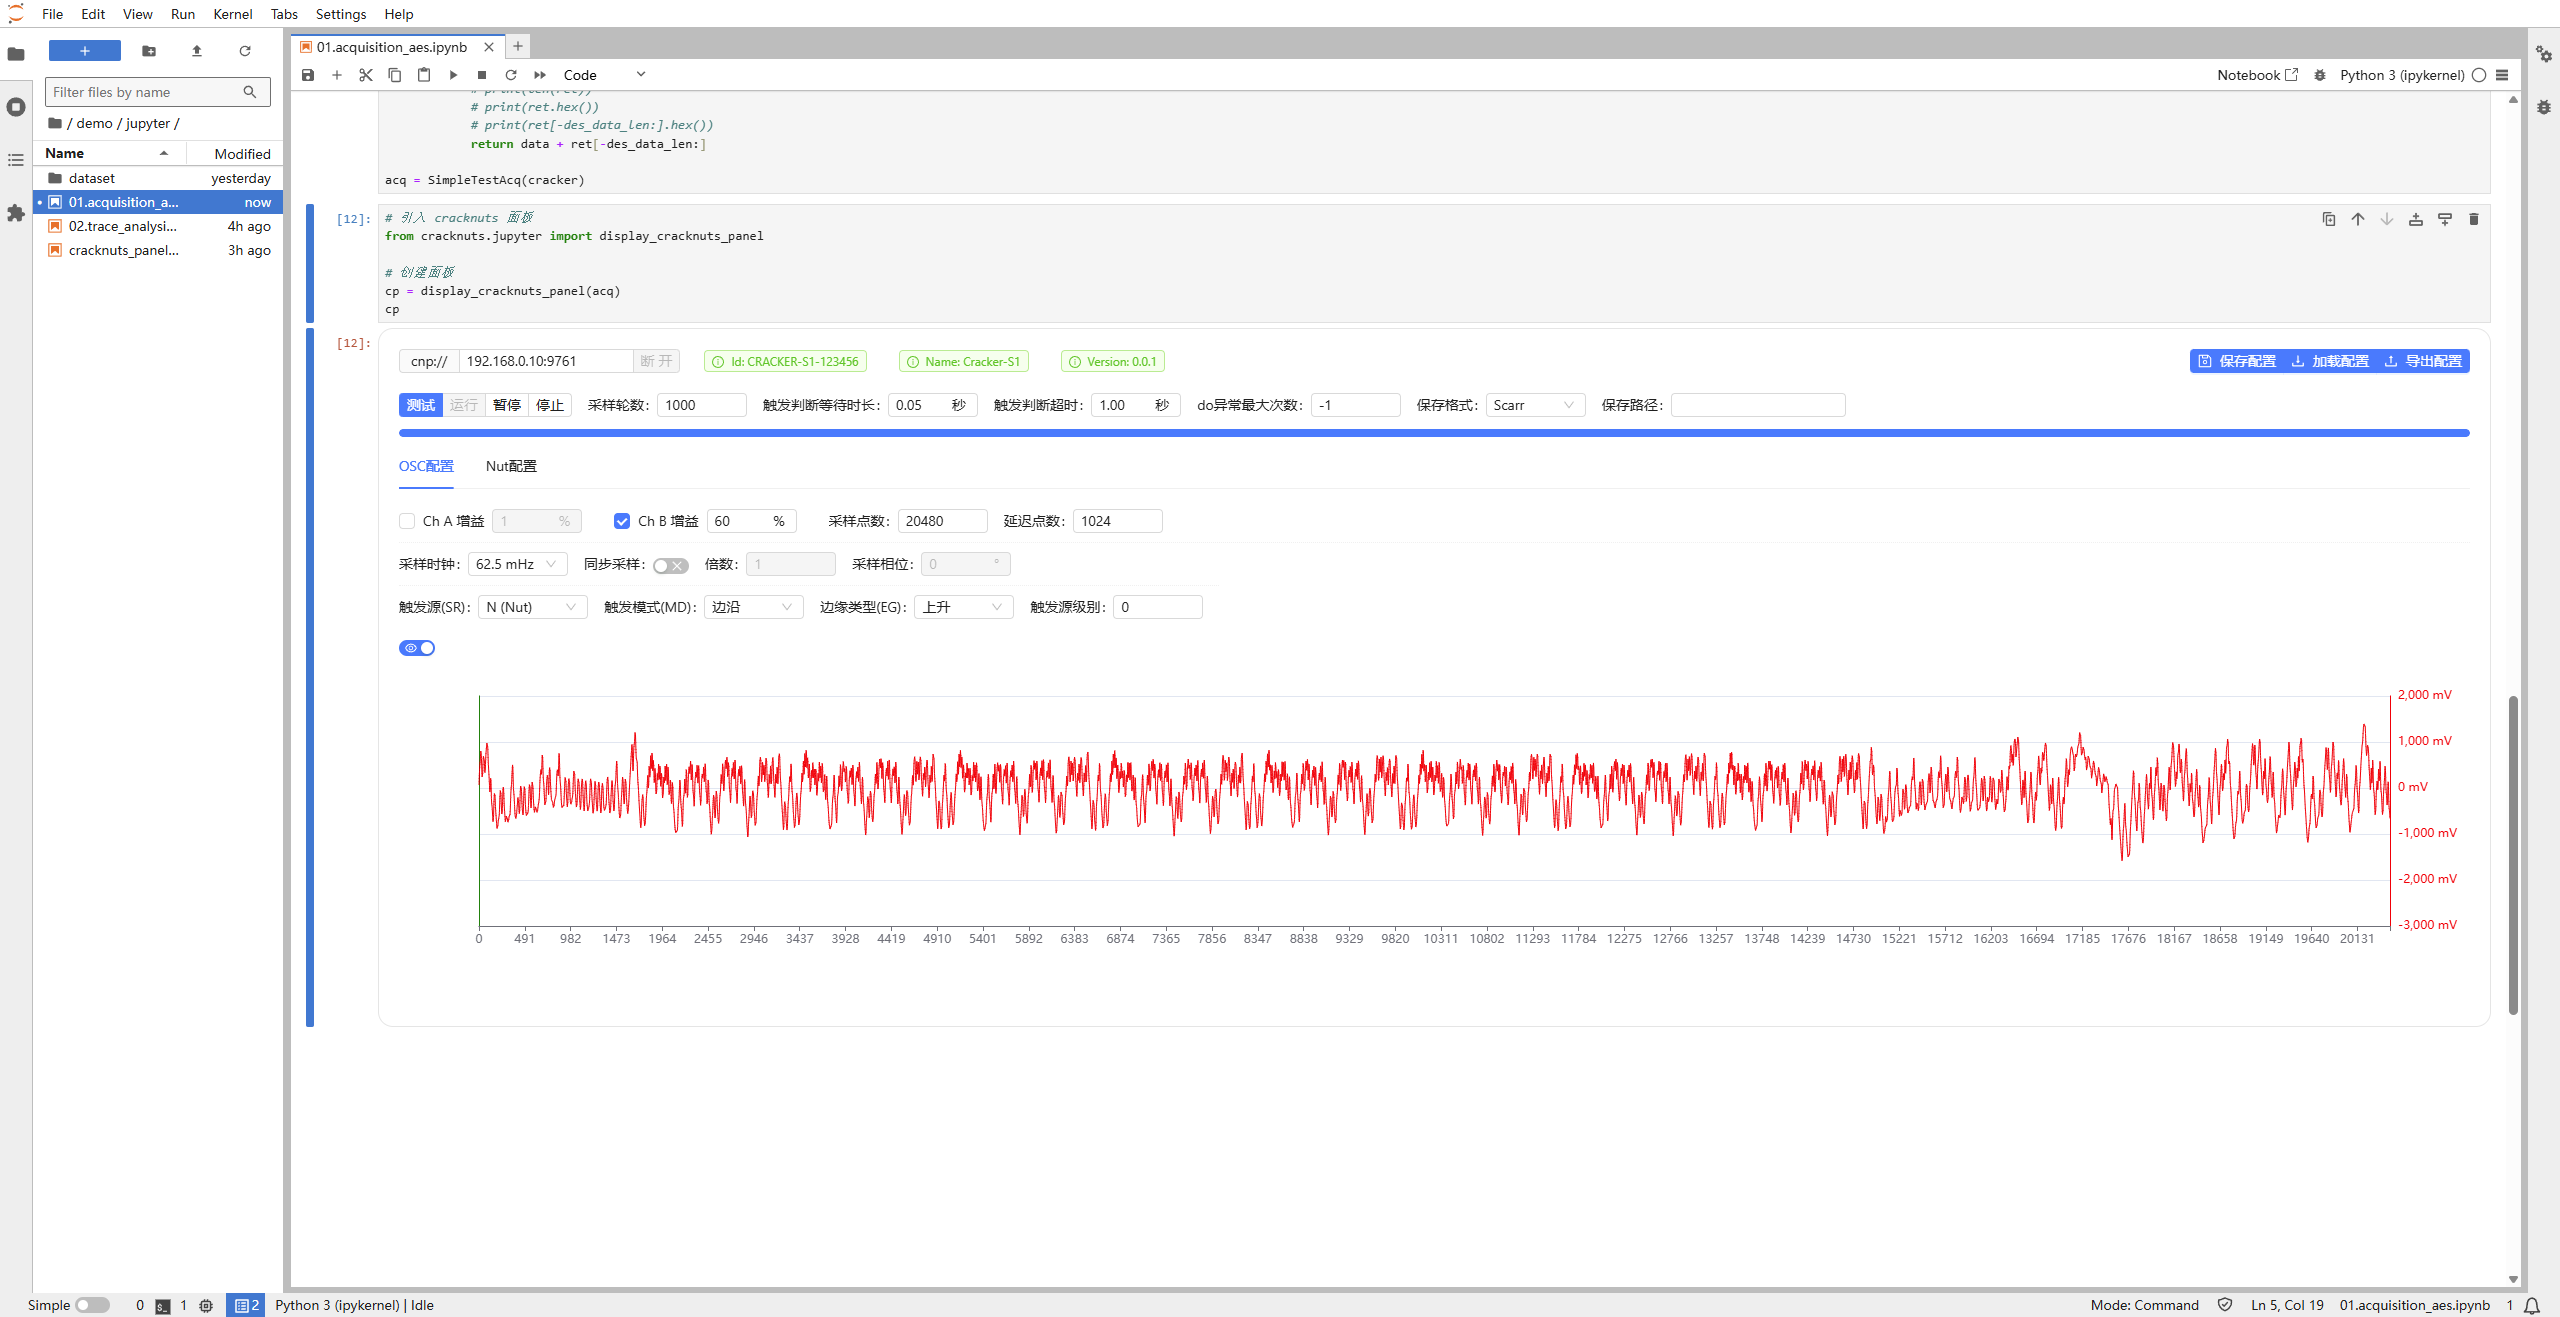 File Edit View Run Kernel Tabs Settings Help
Filter files by name
/ demo / jupyter /
Name Modified
dataset yesterday
01.acquisition_a... now
02.trace_analysi... 4h ago
cracknuts_panel... 3h ago
01.acquisition_aes.ipynb
Code
Notebook
Python 3 (ipykernel)
# print(ret.hex())
# print(ret[-des_data_len:].hex())
return data + ret[-des_data_len:]
acq = SimpleTestAcq(cracker)
[12]:
# 引入 cracknuts 面板
from cracknuts.jupyter import display_cracknuts_panel
# 创建面板
cp = display_cracknuts_panel(acq)
cp
[12]:
cnp:// 192.168.0.10:9761 断开 Id: CRACKER-S1-123456 Name: Cracker-S1 Version: 0.0.1 保存配置 加载配置 导出配置
测试 运行 暂停 停止 采样轮数: 1000 触发判断等待时长: 0.05 秒 触发判断超时: 1.00 秒 do异常最大次数: -1 保存格式: Scarr 保存路径:
OSC配置 Nut配置
Ch A 增益 1 % Ch B 增益 60 % 采样点数: 20480 延迟点数: 1024
采样时钟: 62.5 mHz 同步采样: 倍数: 1 采样相位: 0 °
触发源(SR): N (Nut) 触发模式(MD): 边沿 边缘类型(EG): 上升 触发源级别: 0
2,000 mV
1,000 mV
0 mV
-1,000 mV
-2,000 mV
-3,000 mV
0 491 982 1473 1964 2455 2946 3437 3928 4419 4910 5401 5892 6383 6874 7365 7856 8347 8838 9329 9820 10311 10802 11293 11784 12275 12766 13257 13748 14239 14730 15221 15712 16203 16694 17185 17676 18167 18658 19149 19640 20131
Simple 0 1 2 Python 3 (ipykernel) | Idle Mode: Command Ln 5, Col 19 01.acquisition_aes.ipynb 1